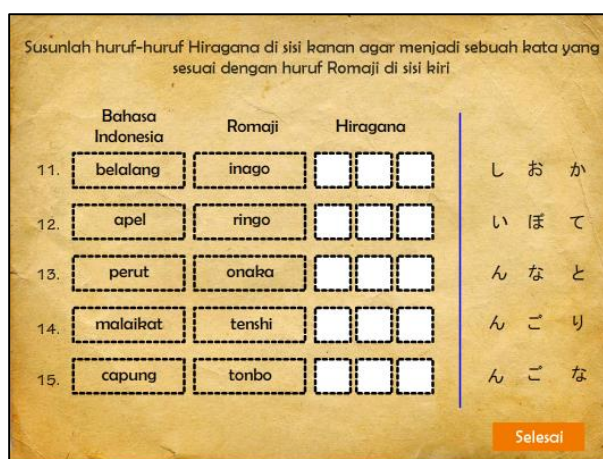 Susunlah huruf-huruf Hiragana di sisi kanan agar menjadi sebuah kata yang
sesuai dengan huruf Romaji di sisi kiri
Bahasa Indonesia Romaji Hiragana
11. belalang inago し お か
12. apel ringo い ぼ て
13. perut onaka ん な と
14. malaikat tenshi ん ご り
15. capung tonbo ん ご な
Selesai